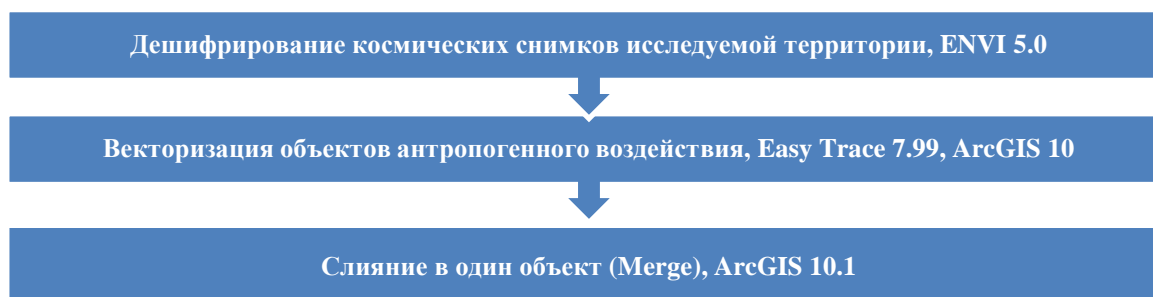 Дешифрирование космических снимков исследуемой территории, ENVI 5.0
Векторизация объектов антропогенного воздействия, Easy Trace 7.99, ArcGIS 10
Слияние в один объект (Merge), ArcGIS 10.1